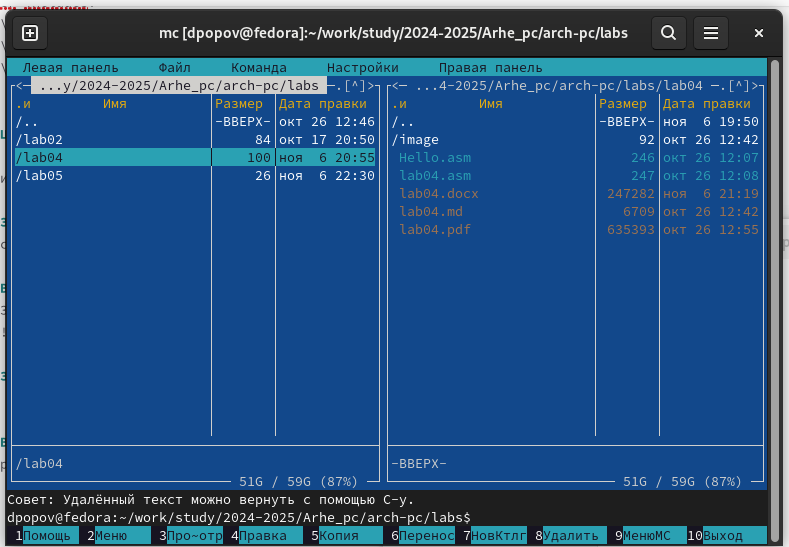 mc [dpopov@fedora]:~/work/study/2024-2025/Arhe_pc/arch-pc/labs
Левая панель Файл Команда Настройки Правая панель
<─ ...y/2024-2025/Arhe_pc/arch-pc/labs ─.[^]>
.и Имя Размер Дата правки
/.. -ВВЕРХ- окт 26 12:46
/lab02 84 окт 17 20:50
/lab04 100 ноя 6 20:55
/lab05 26 ноя 6 22:30
/lab04
51G / 59G (87%)
<─ ...4-2025/Arhe_pc/arch-pc/labs/lab04 ─.[^]>
.и Имя Размер Дата правки
/.. -ВВЕРХ- ноя 6 19:50
/image 92 окт 26 12:42
Hello.asm 246 окт 26 12:07
lab04.asm 247 окт 26 12:08
lab04.docx 247282 ноя 6 21:19
lab04.md 6709 окт 26 12:42
lab04.pdf 635393 окт 26 12:55
-ВВЕРХ-
51G / 59G (87%)
Совет: Удалённый текст можно вернуть с помощью C-y.
dpopov@fedora:~/work/study/2024-2025/Arhe_pc/arch-pc/labs$
1Помощь 2Меню 3Про~отр 4Правка 5Копия 6Перенос 7НовКтлг 8Удалить 9МенюMC 10Выход